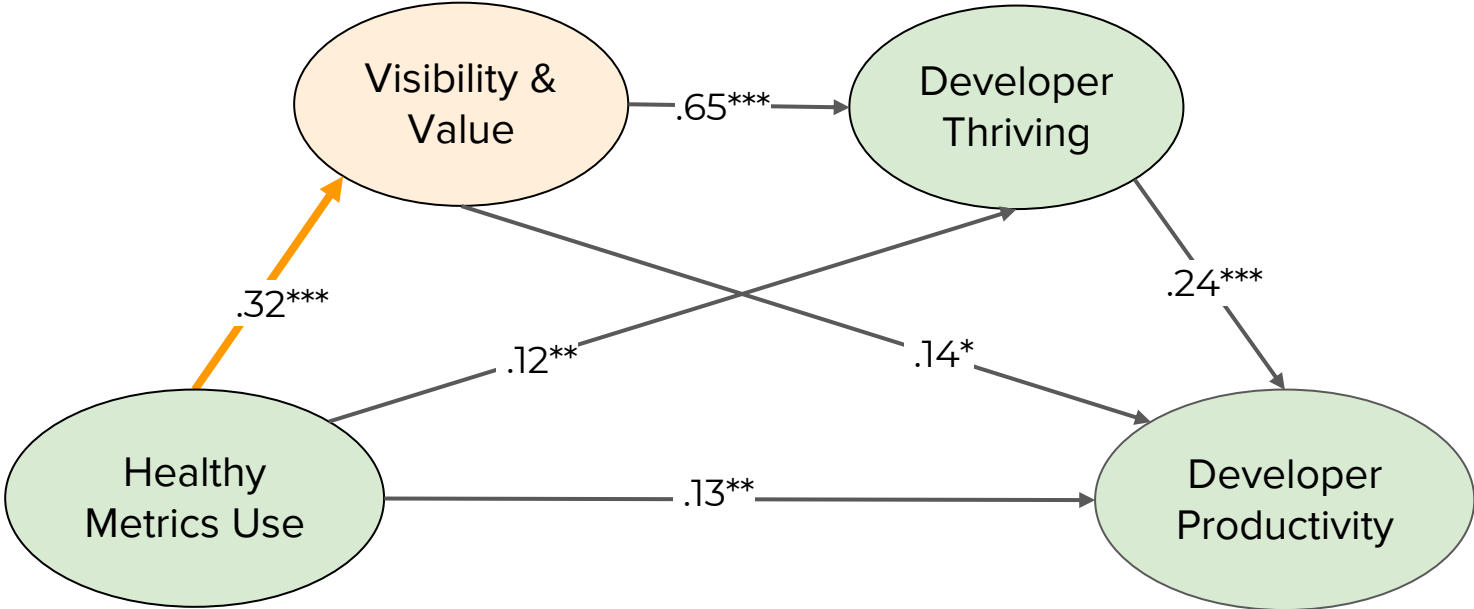 Visibility &
Value
.65***
Developer
Thriving
.32***
.24***
.12**
.14*
Healthy
Metrics Use
.13**
Developer
Productivity